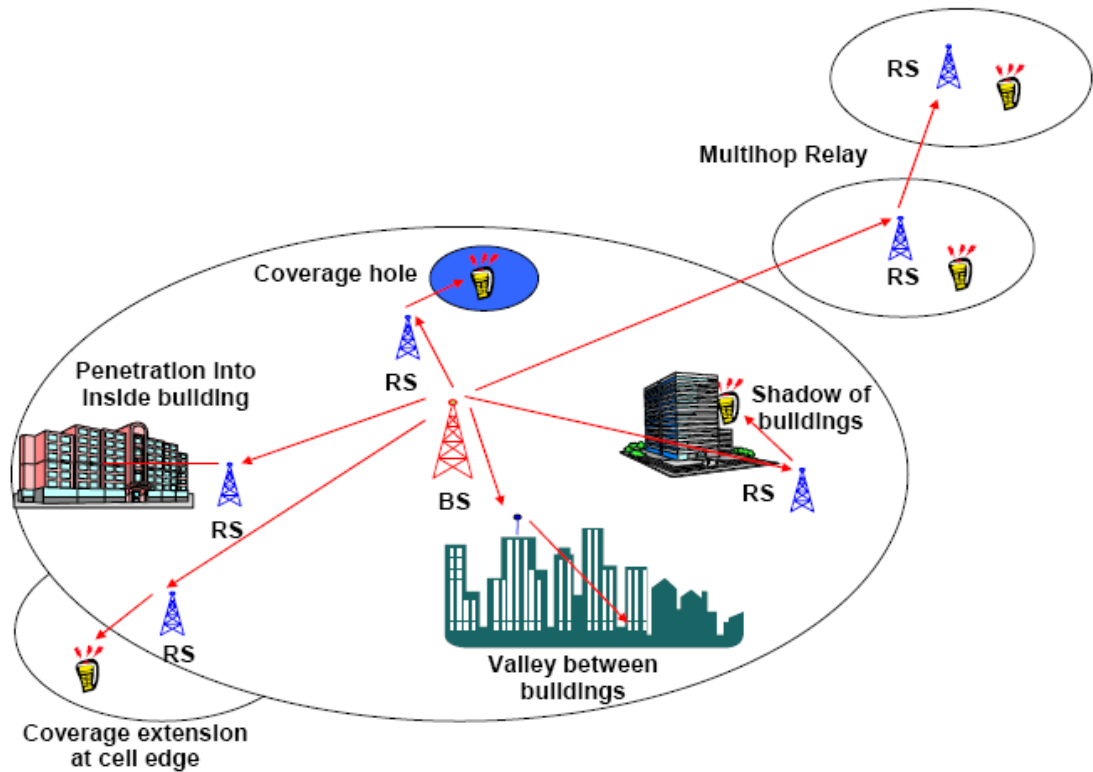 RS
Multihop Relay
RS
Coverage hole
RS
Penetration into
inside building
Shadow of
buildings
BS
RS
RS
RS
Valley between
buildings
Coverage extension
at cell edge